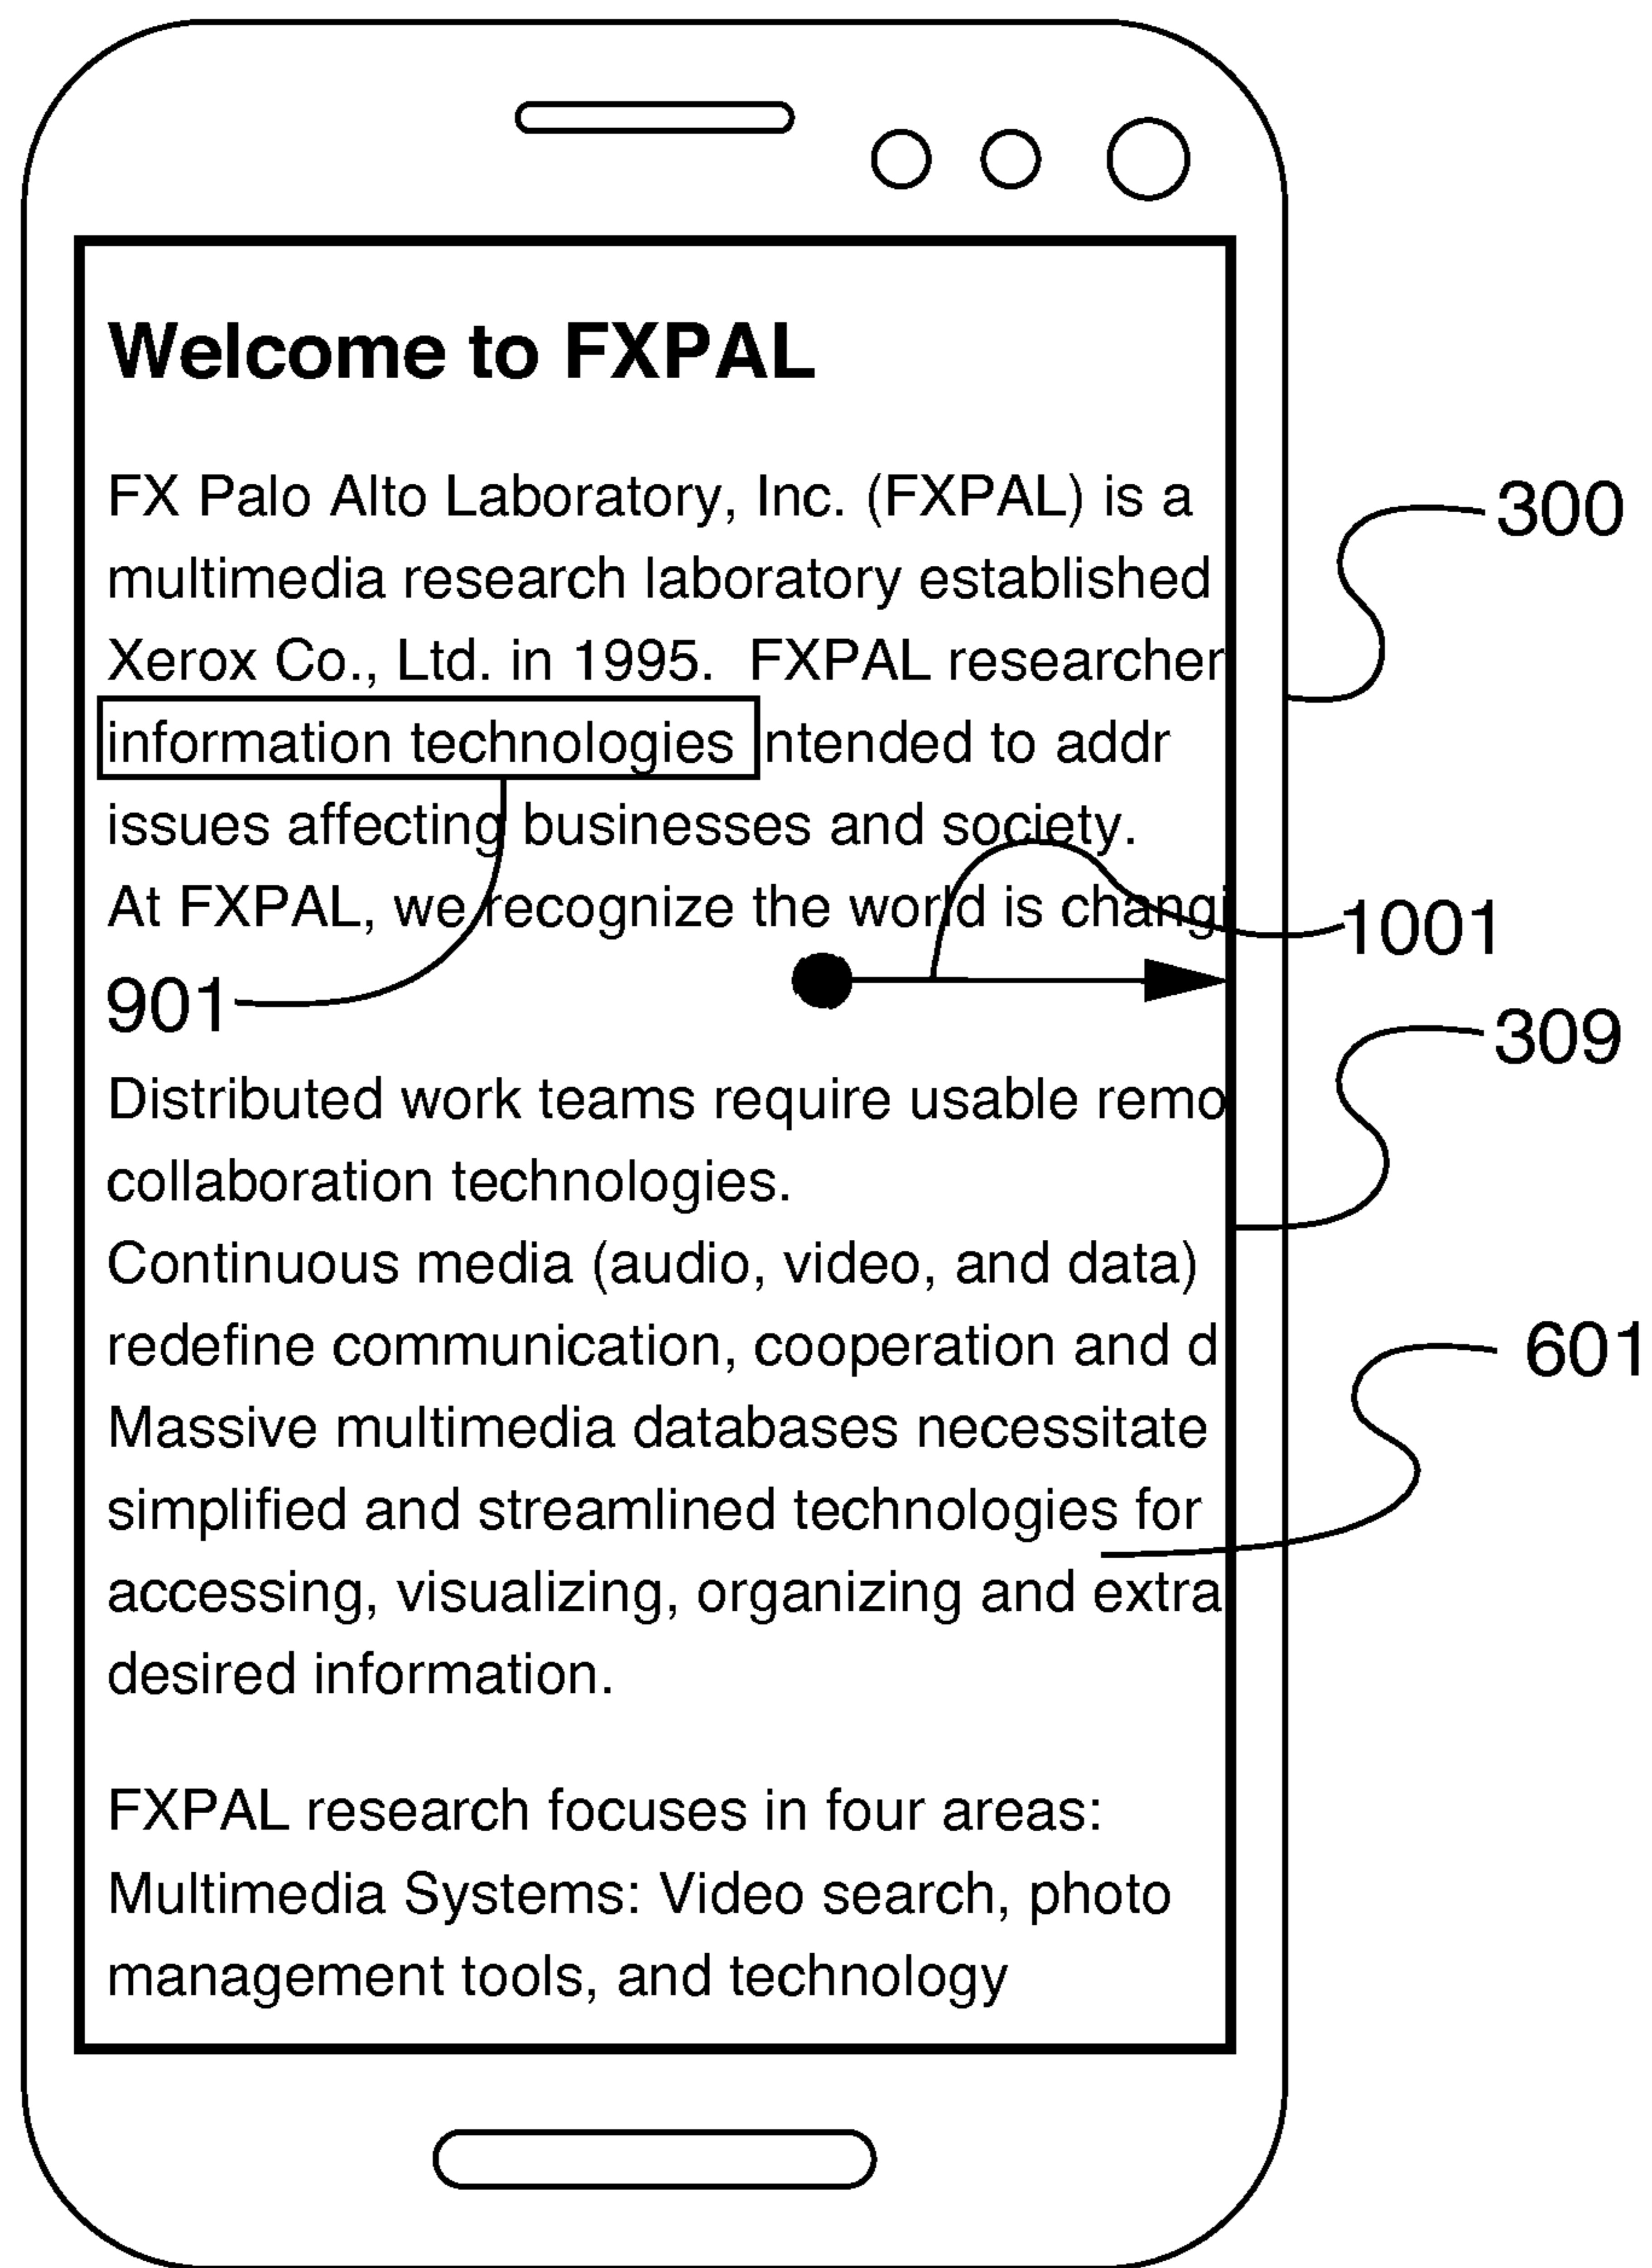 Welcome to FXPAL
FX Palo Alto Laboratory, Inc. (FXPAL) is a
multimedia research laboratory established
Xerox Co., Ltd. in 1995. FXPAL researcher
information technologies ntended to addr
issues affecting businesses and society.
At FXPAL, we recognize the world is changi
Distributed work teams require usable remo
collaboration technologies.
Continuous media (audio, video, and data)
redefine communication, cooperation and d
Massive multimedia databases necessitate
simplified and streamlined technologies for
accessing, visualizing, organizing and extra
desired information.
FXPAL research focuses in four areas:
Multimedia Systems: Video search, photo
management tools, and technology
901
300
1001
309
601